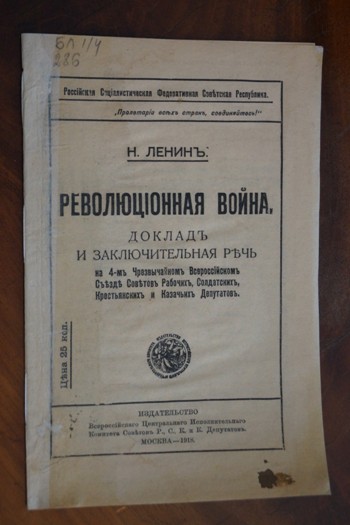 БЛ 1/4
286
Россійская Соціалистическая Федеративная Совѣтская Республика.
„Пролетаріи всѣхъ странъ, соединяйтесь!“
Н. ЛЕНИНЪ.
РЕВОЛЮЦІОННАЯ ВОЙНА.
ДОКЛАДЪ
И ЗАКЛЮЧИТЕЛЬНАЯ РѢЧЬ
на 4-мъ Чрезвычайномъ Всероссійскомъ
Съѣздѣ Совѣтовъ Рабочихъ, Солдатскихъ,
Крестьянскихъ и Казачьихъ Депутатовъ.
Цѣна 25 коп.
ИЗДАТЕЛЬСТВО
Всероссійскаго Центральнаго Исполнительнаго
Комитета Совѣтовъ Р., С., К. и К. Депутатовъ.
МОСКВА—1918.